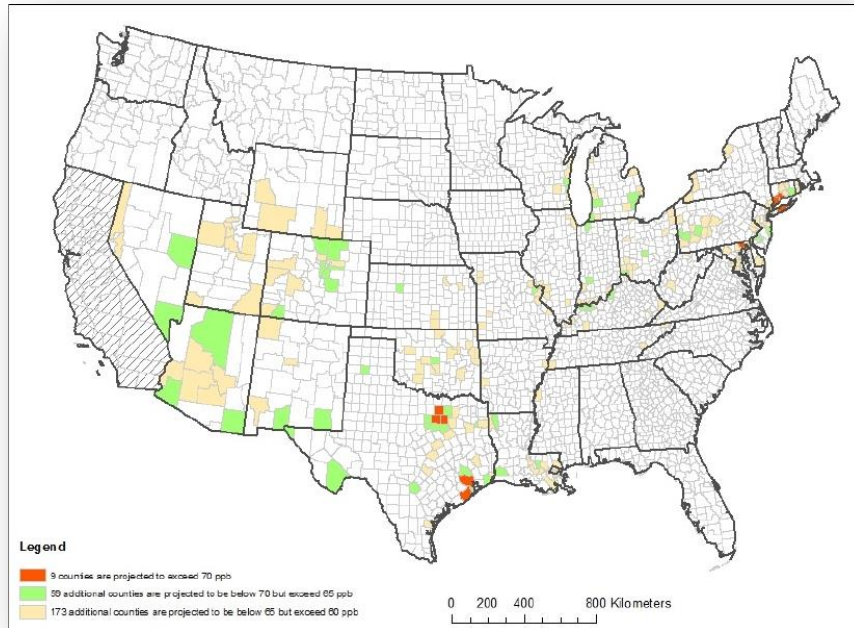 Legend
9 counties are projected to exceed 70 ppb
59 additional counties are projected to be below 70 but exceed 65 ppb
173 additional counties are projected to be below 65 but exceed 60 ppb
0 200 400 800 Kilometers